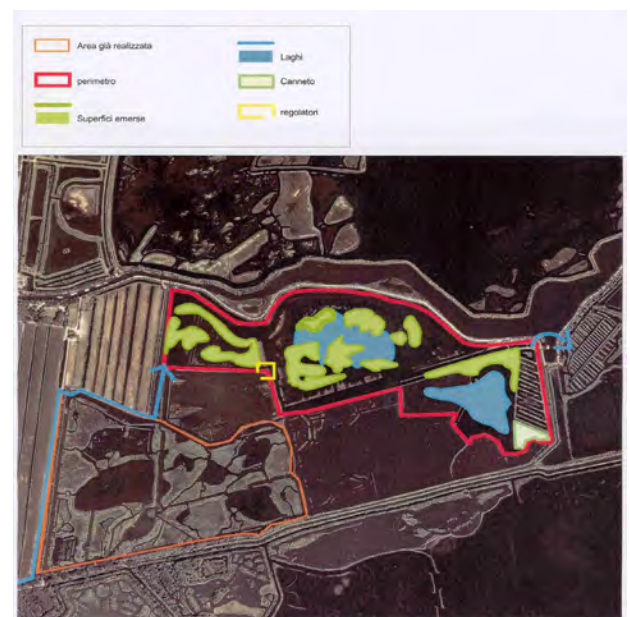 Area già realizzata
perimetro
Superfici emerse
Laghi
Canneto
regolatori